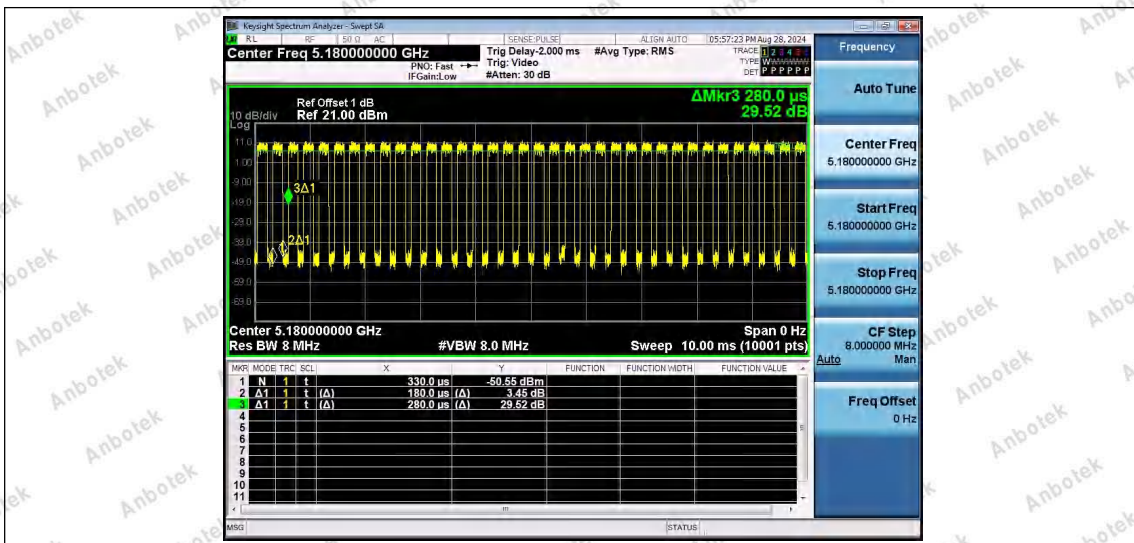 Keysight Spectrum Analyzer - Swept SA
RL RF 50 Ω AC SENSE:PULSE ALIGN AUTO 05:57:23 PM Aug 28, 2024
Center Freq 5.180000000 GHz
PNO: Fast
IFGain:Low
Trig Delay-2.000 ms
Trig: Video
#Atten: 30 dB
#Avg Type: RMS
TRACE 1 2 3 4
TYPE
DET P P P P P P
Ref Offset 1 dB
Ref 21.00 dBm
10 dB/div
Log
ΔMkr3 280.0 µs
29.52 dB
11.0
1.00
-9.00
-19.0
-29.0
-39.0
-49.0
-59.0
-69.0
3Δ1
2Δ1
Center 5.180000000 GHz
Span 0 Hz
Res BW 8 MHz
#VBW 8.0 MHz
Sweep 10.00 ms (10001 pts)
MKR MODE TRC SCL X Y FUNCTION FUNCTION WIDTH FUNCTION VALUE
1 N 1 t 330.0 µs -50.55 dBm
2 Δ1 1 t (Δ) 180.0 µs (Δ) 3.45 dB
3 Δ1 1 t (Δ) 280.0 µs (Δ) 29.52 dB
4
5
6
7
8
9
10
11
MSG
STATUS
Frequency
Auto Tune
Center Freq
5.180000000 GHz
Start Freq
5.180000000 GHz
Stop Freq
5.180000000 GHz
CF Step
8.000000 MHz
Auto Man
Freq Offset
0 Hz
Anbotek